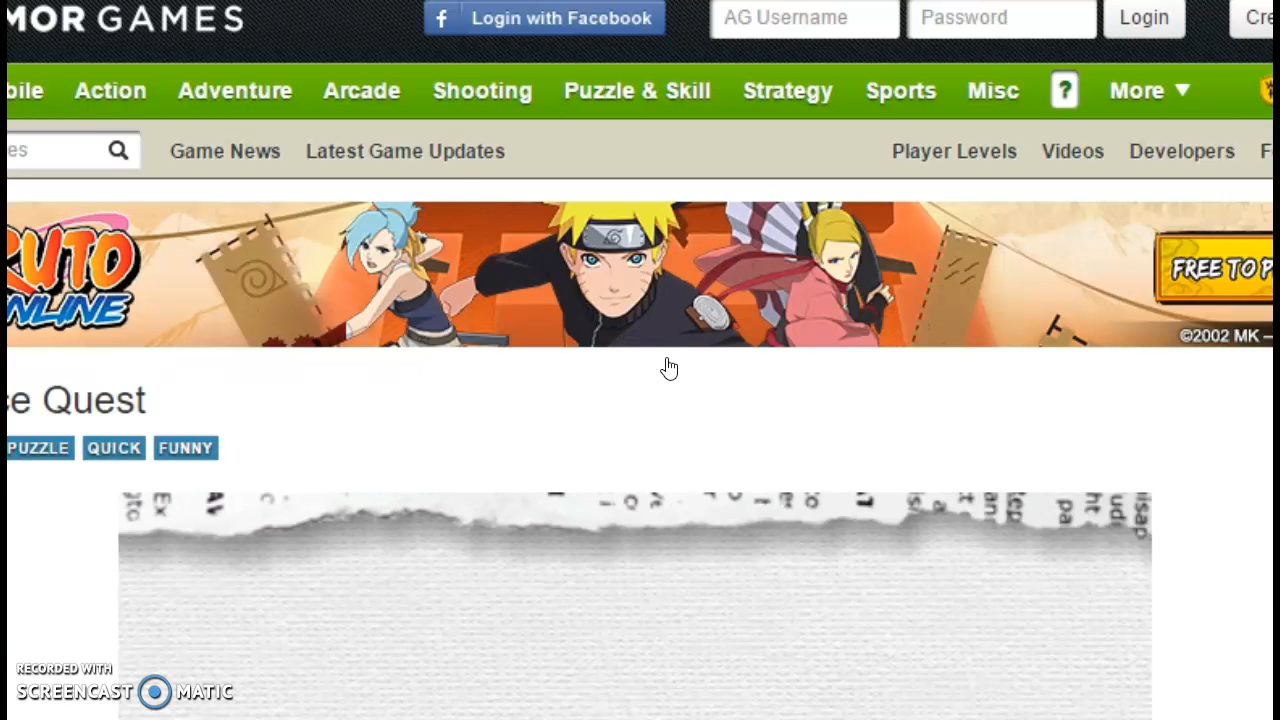 MOR GAMES
Login with Facebook
AG Username
Password
Login
Cre
bile
Action
Adventure
Arcade
Shooting
Puzzle & Skill
Strategy
Sports
Misc
?
More
es
Game News
Latest Game Updates
Player Levels
Videos
Developers
F
RUTO
NLINE
FREE TO P
©2002 MK –
ce Quest
PUZZLE
QUICK
FUNNY
RECORDED WITH
SCREENCAST MATIC